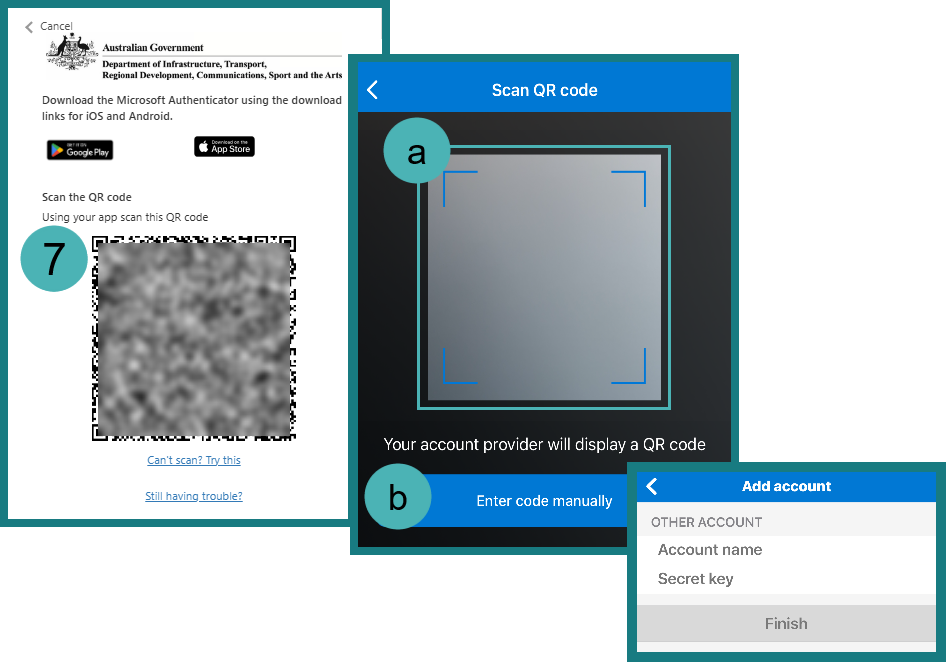 Cancel
Australian Government
Department of Infrastructure, Transport,
Regional Development, Communications, Sport and the Arts
Download the Microsoft Authenticator using the download
links for iOS and Android.
GET IT ON
Google Play
Download on the
App Store
Scan the QR code
Using your app scan this QR code
7
Can't scan? Try this
Still having trouble?
Scan QR code
a
Your account provider will display a QR code
b
Enter code manually
Add account
OTHER ACCOUNT
Account name
Secret key
Finish